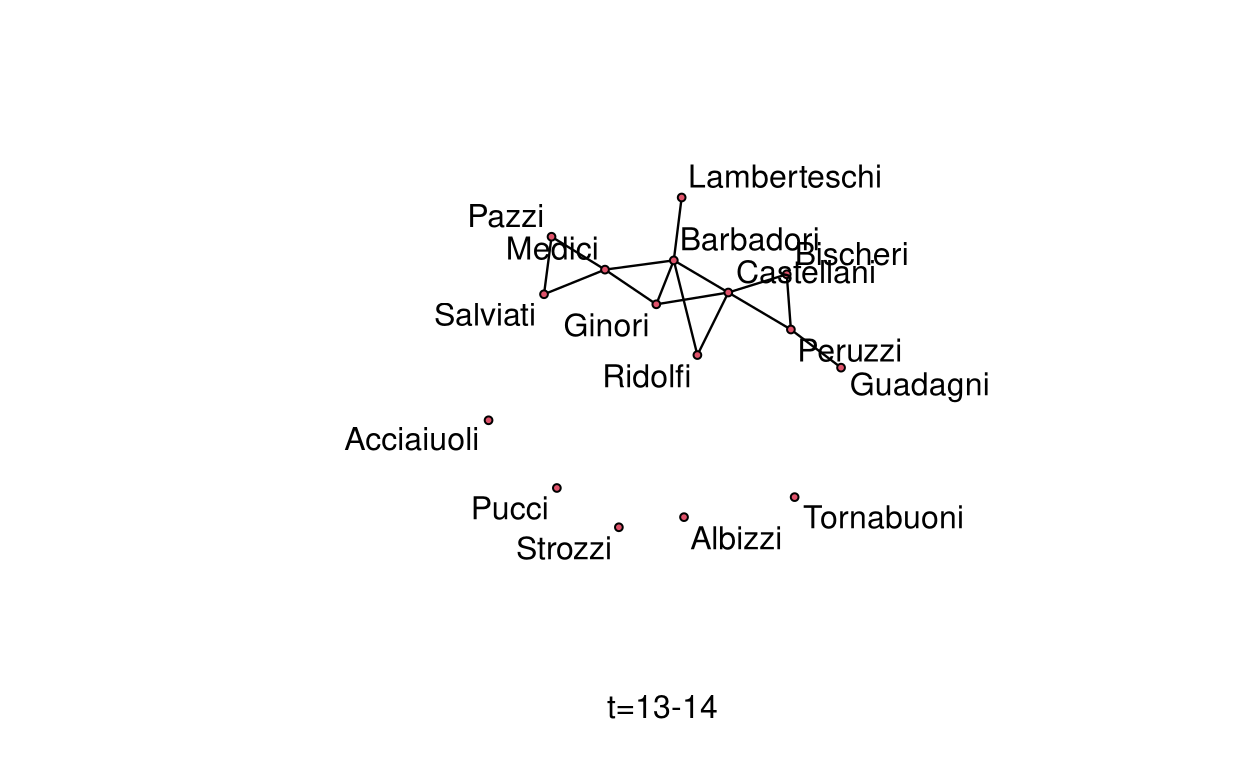 Lamberteschi
Pazzi
Barbadori
Medici
Bischeri
Castellani
Salviati
Ginori
Peruzzi
Ridolfi
Guadagni
Acciaiuoli
Pucci
Tornabuoni
Strozzi
Albizzi
t=13-14